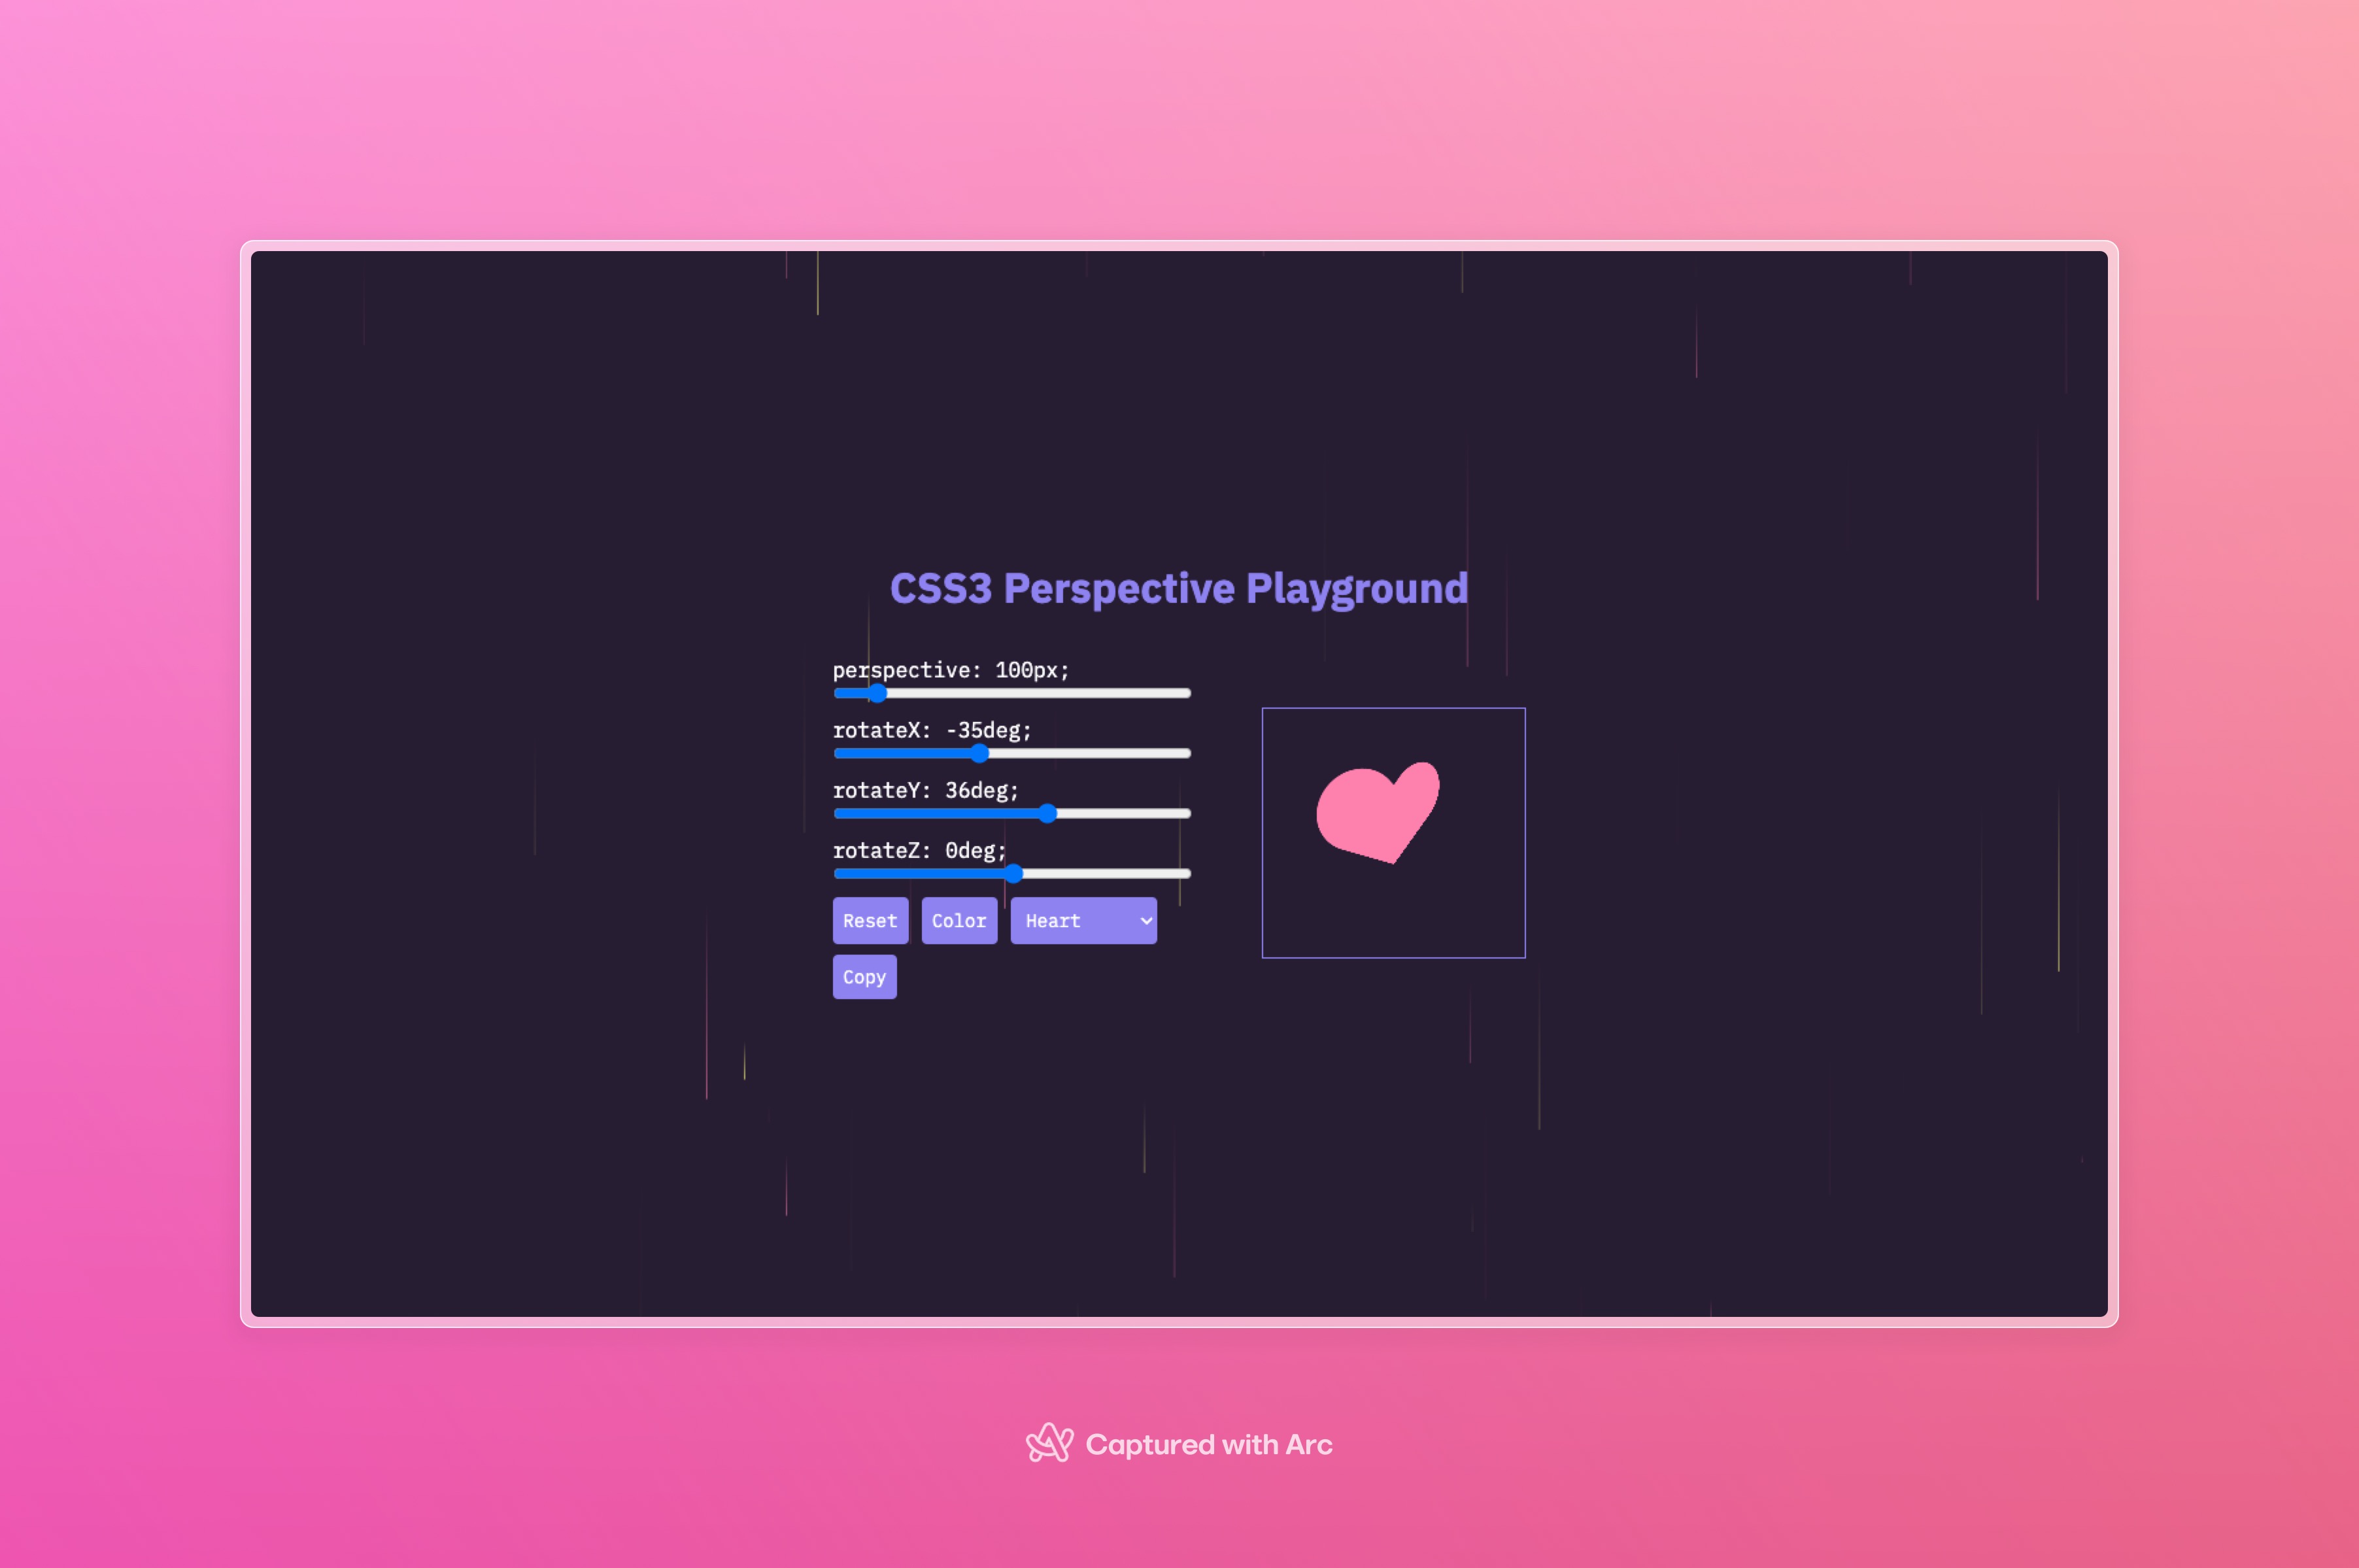 CSS3 Perspective Playground
perspective: 100px;
rotateX: -35deg;
rotateY: 36deg;
rotateZ: 0deg;
Reset Color Heart
Copy
Captured with Arc